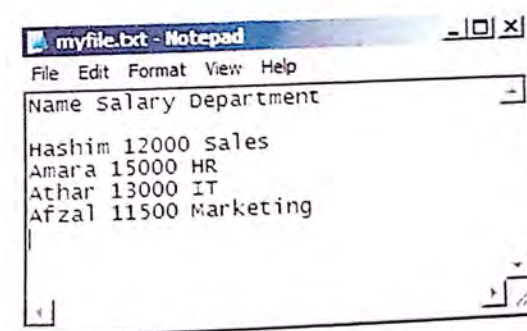 myfile.txt - Notepad
File Edit Format View Help
Name Salary Department
Hashim 12000 Sales
Amara 15000 HR
Athar 13000 IT
Afzal 11500 Marketing